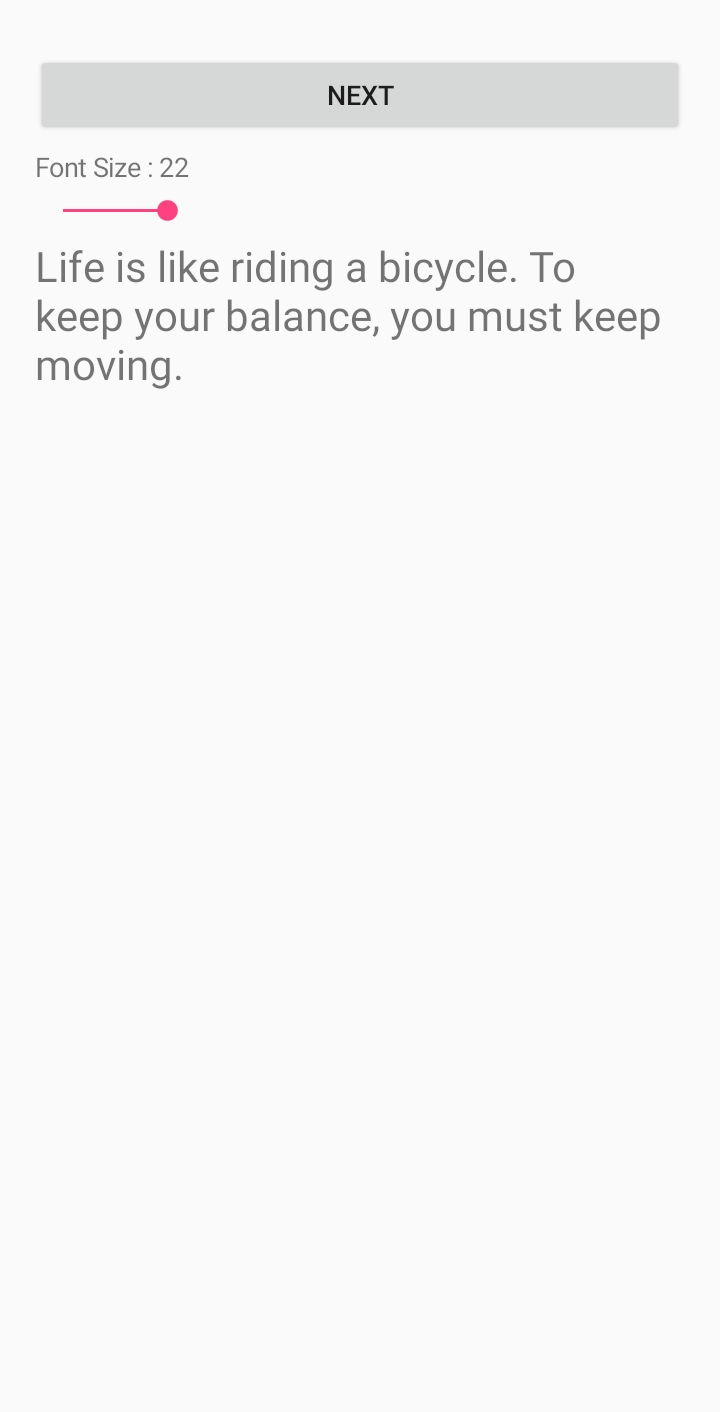 NEXT
Font Size : 22
Life is like riding a bicycle. To
keep your balance, you must keep
moving.